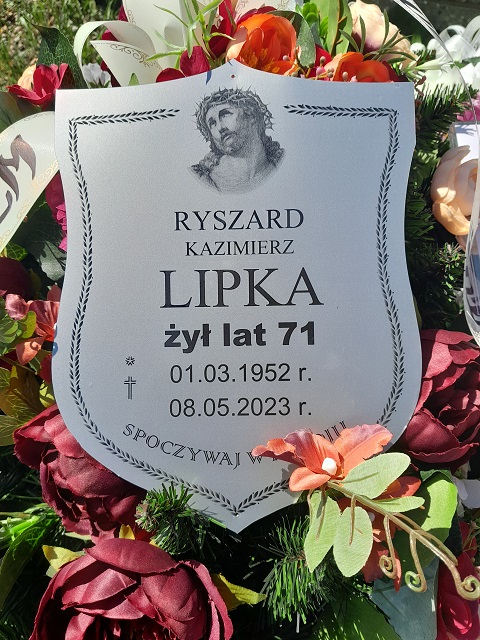 RYSZARD
KAZIMIERZ
LIPKA
żył lat 71
* 01.03.1952 r.
† 08.05.2023 r.
SPOCZYWAJ W